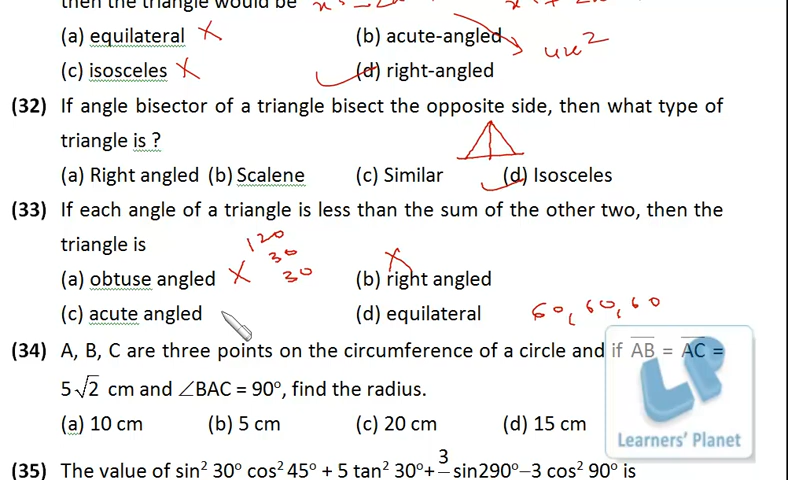 then the triangle would be
(a) equilateral (b) acute-angled
4x²
(c) isosceles (d) right-angled
(32) If angle bisector of a triangle bisect the opposite side, then what type of
triangle is ?
(a) Right angled (b) Scalene (c) Similar (d) Isosceles
(33) If each angle of a triangle is less than the sum of the other two, then the
triangle is
120
30
30
(a) obtuse angled (b) right angled
(c) acute angled (d) equilateral 60, 60, 60
(34) A, B, C are three points on the circumference of a circle and if AB = AC =
5√2 cm and ∠BAC = 90°, find the radius.
(a) 10 cm (b) 5 cm (c) 20 cm (d) 15 cm
LP
Learners' Planet
(35) The value of sin² 30° cos² 45° + 5 tan² 30° + 3/ sin290° – 3 cos² 90° is